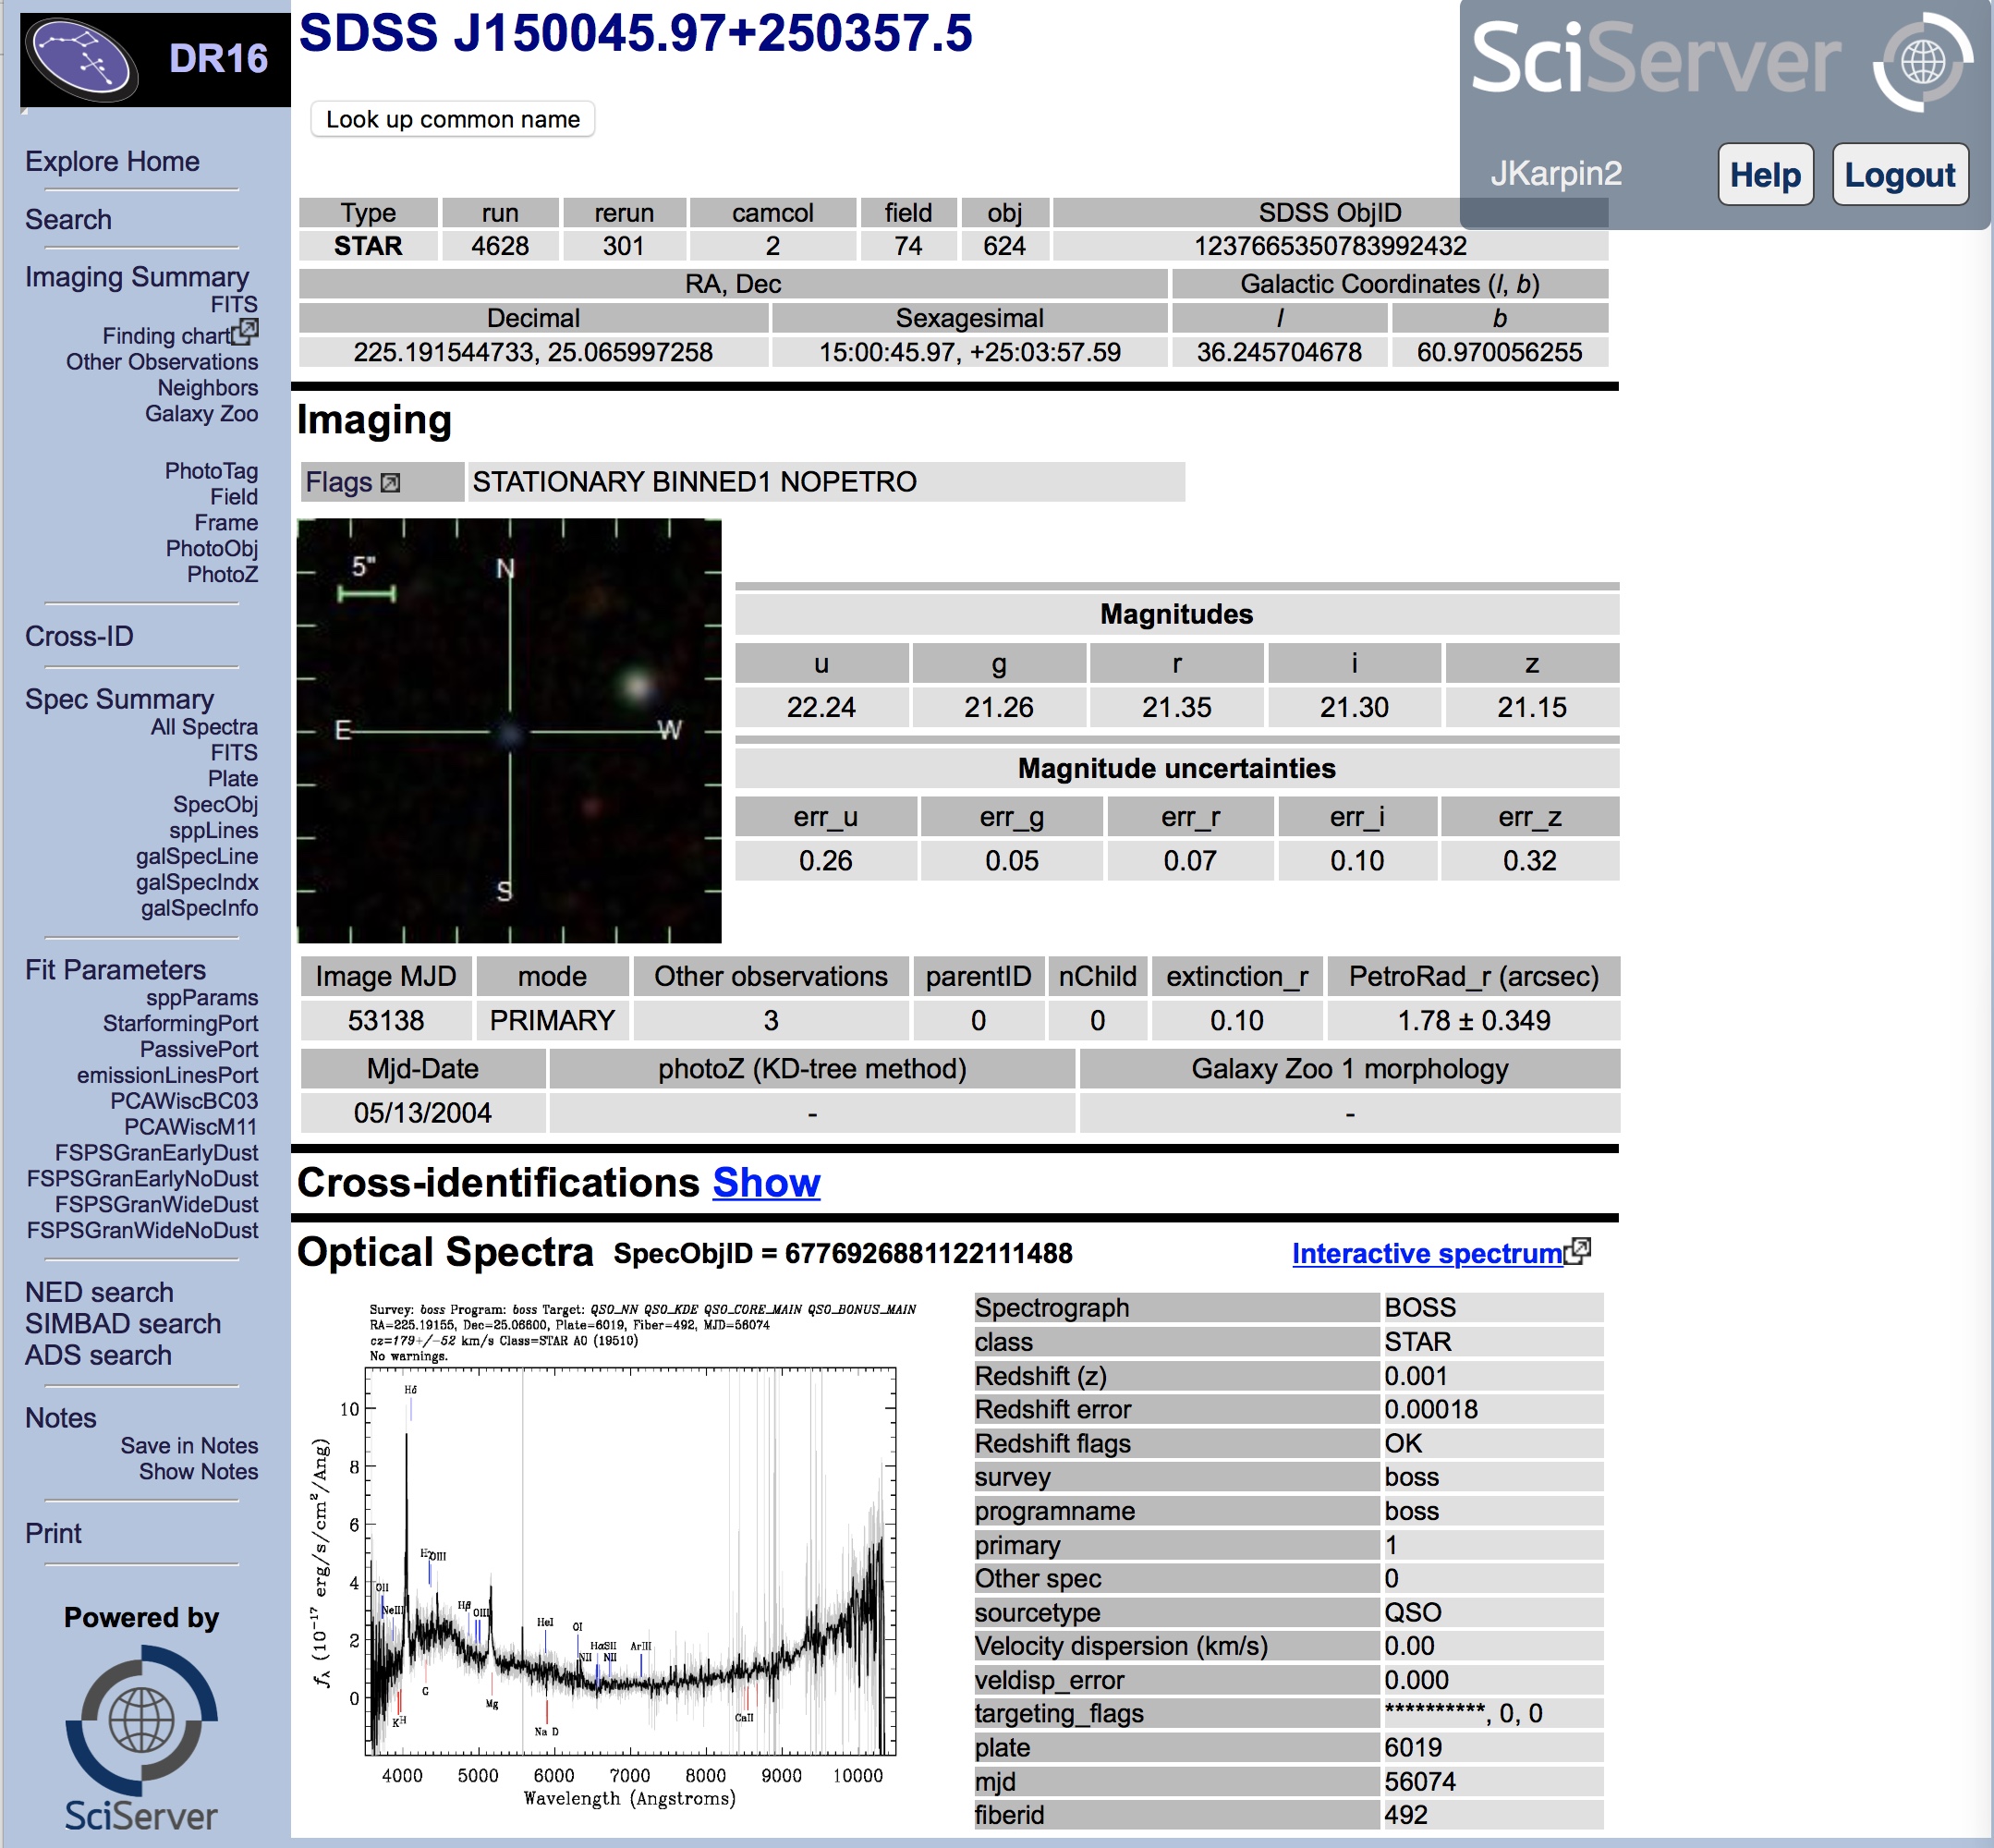 DR16
SDSS J150045.97+250357.5
SciServer
Look up common name
JKarpin2
Help
Logout
Explore Home
Search
Imaging Summary
FITS
Finding chart
Other Observations
Neighbors
Galaxy Zoo
PhotoTag
Field
Frame
PhotoObj
PhotoZ
Cross-ID
Spec Summary
All Spectra
FITS
Plate
SpecObj
sppLines
galSpecLine
galSpecIndx
galSpecInfo
Fit Parameters
sppParams
StarformingPort
PassivePort
emissionLinesPort
PCAWiscBC03
PCAWiscM11
FSPSGranEarlyDust
FSPSGranEarlyNoDust
FSPSGranWideDust
FSPSGranWideNoDust
NED search
SIMBAD search
ADS search
Notes
Save in Notes
Show Notes
Print
Powered by
SciServer
Type run rerun camcol field obj SDSS ObjID
STAR 4628 301 2 74 624 1237665350783992432
RA, Dec Galactic Coordinates (l, b)
Decimal Sexagesimal l b
225.191544733, 25.065997258 15:00:45.97, +25:03:57.59 36.245704678 60.970056255
Imaging
Flags STATIONARY BINNED1 NOPETRO
5"
N
E
W
S
Magnitudes
u g r i z
22.24 21.26 21.35 21.30 21.15
Magnitude uncertainties
err_u err_g err_r err_i err_z
0.26 0.05 0.07 0.10 0.32
Image MJD mode Other observations parentID nChild extinction_r PetroRad_r (arcsec)
53138 PRIMARY 3 0 0 0.10 1.78 ± 0.349
Mjd-Date photoZ (KD-tree method) Galaxy Zoo 1 morphology
05/13/2004 - -
Cross-identifications Show
Optical Spectra SpecObjID = 6776926881122111488 Interactive spectrum
Survey: boss Program: boss Target: QSO_NN QSO_KDE QSO_CORE_MAIN QSO_BONUS_MAIN
RA=225.19155, Dec=25.06600, Plate=6019, Fiber=492, MJD=56074
cz=179+/-52 km/s Class=STAR A0 (19510)
No warnings.
Hδ
Hγ OIII
OII
NeIII
Hβ OIII
HeI
OI
NII
Hα SII
NII
ArIII
K H
G
Mg
Na D
CaII
10
8
6
4
2
0
fλ (10⁻¹⁷ erg/s/cm²/Ang)
4000 5000 6000 7000 8000 9000 10000
Wavelength (Angstroms)
Spectrograph BOSS
class STAR
Redshift (z) 0.001
Redshift error 0.00018
Redshift flags OK
survey boss
programname boss
primary 1
Other spec 0
sourcetype QSO
Velocity dispersion (km/s) 0.00
veldisp_error 0.000
targeting_flags **********, 0, 0
plate 6019
mjd 56074
fiberid 492